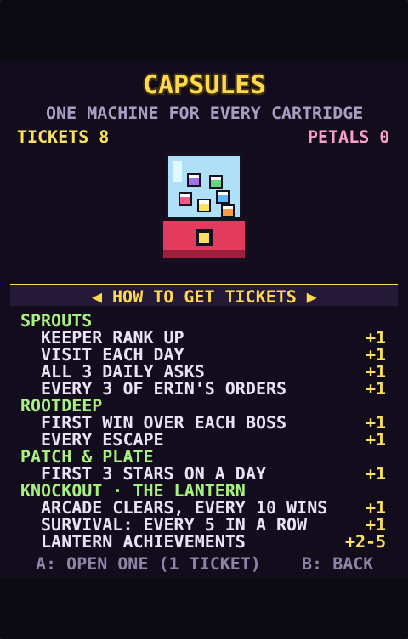 CAPSULES
ONE MACHINE FOR EVERY CARTRIDGE
TICKETS 8 PETALS 0
◀ HOW TO GET TICKETS ▶
SPROUTS
KEEPER RANK UP +1
VISIT EACH DAY +1
ALL 3 DAILY ASKS +1
EVERY 3 OF ERIN'S ORDERS +1
ROOTDEEP
FIRST WIN OVER EACH BOSS +1
EVERY ESCAPE +1
PATCH & PLATE
FIRST 3 STARS ON A DAY +1
KNOCKOUT · THE LANTERN
ARCADE CLEARS, EVERY 10 WINS +1
SURVIVAL: EVERY 5 IN A ROW +1
LANTERN ACHIEVEMENTS +2-5
A: OPEN ONE (1 TICKET) B: BACK